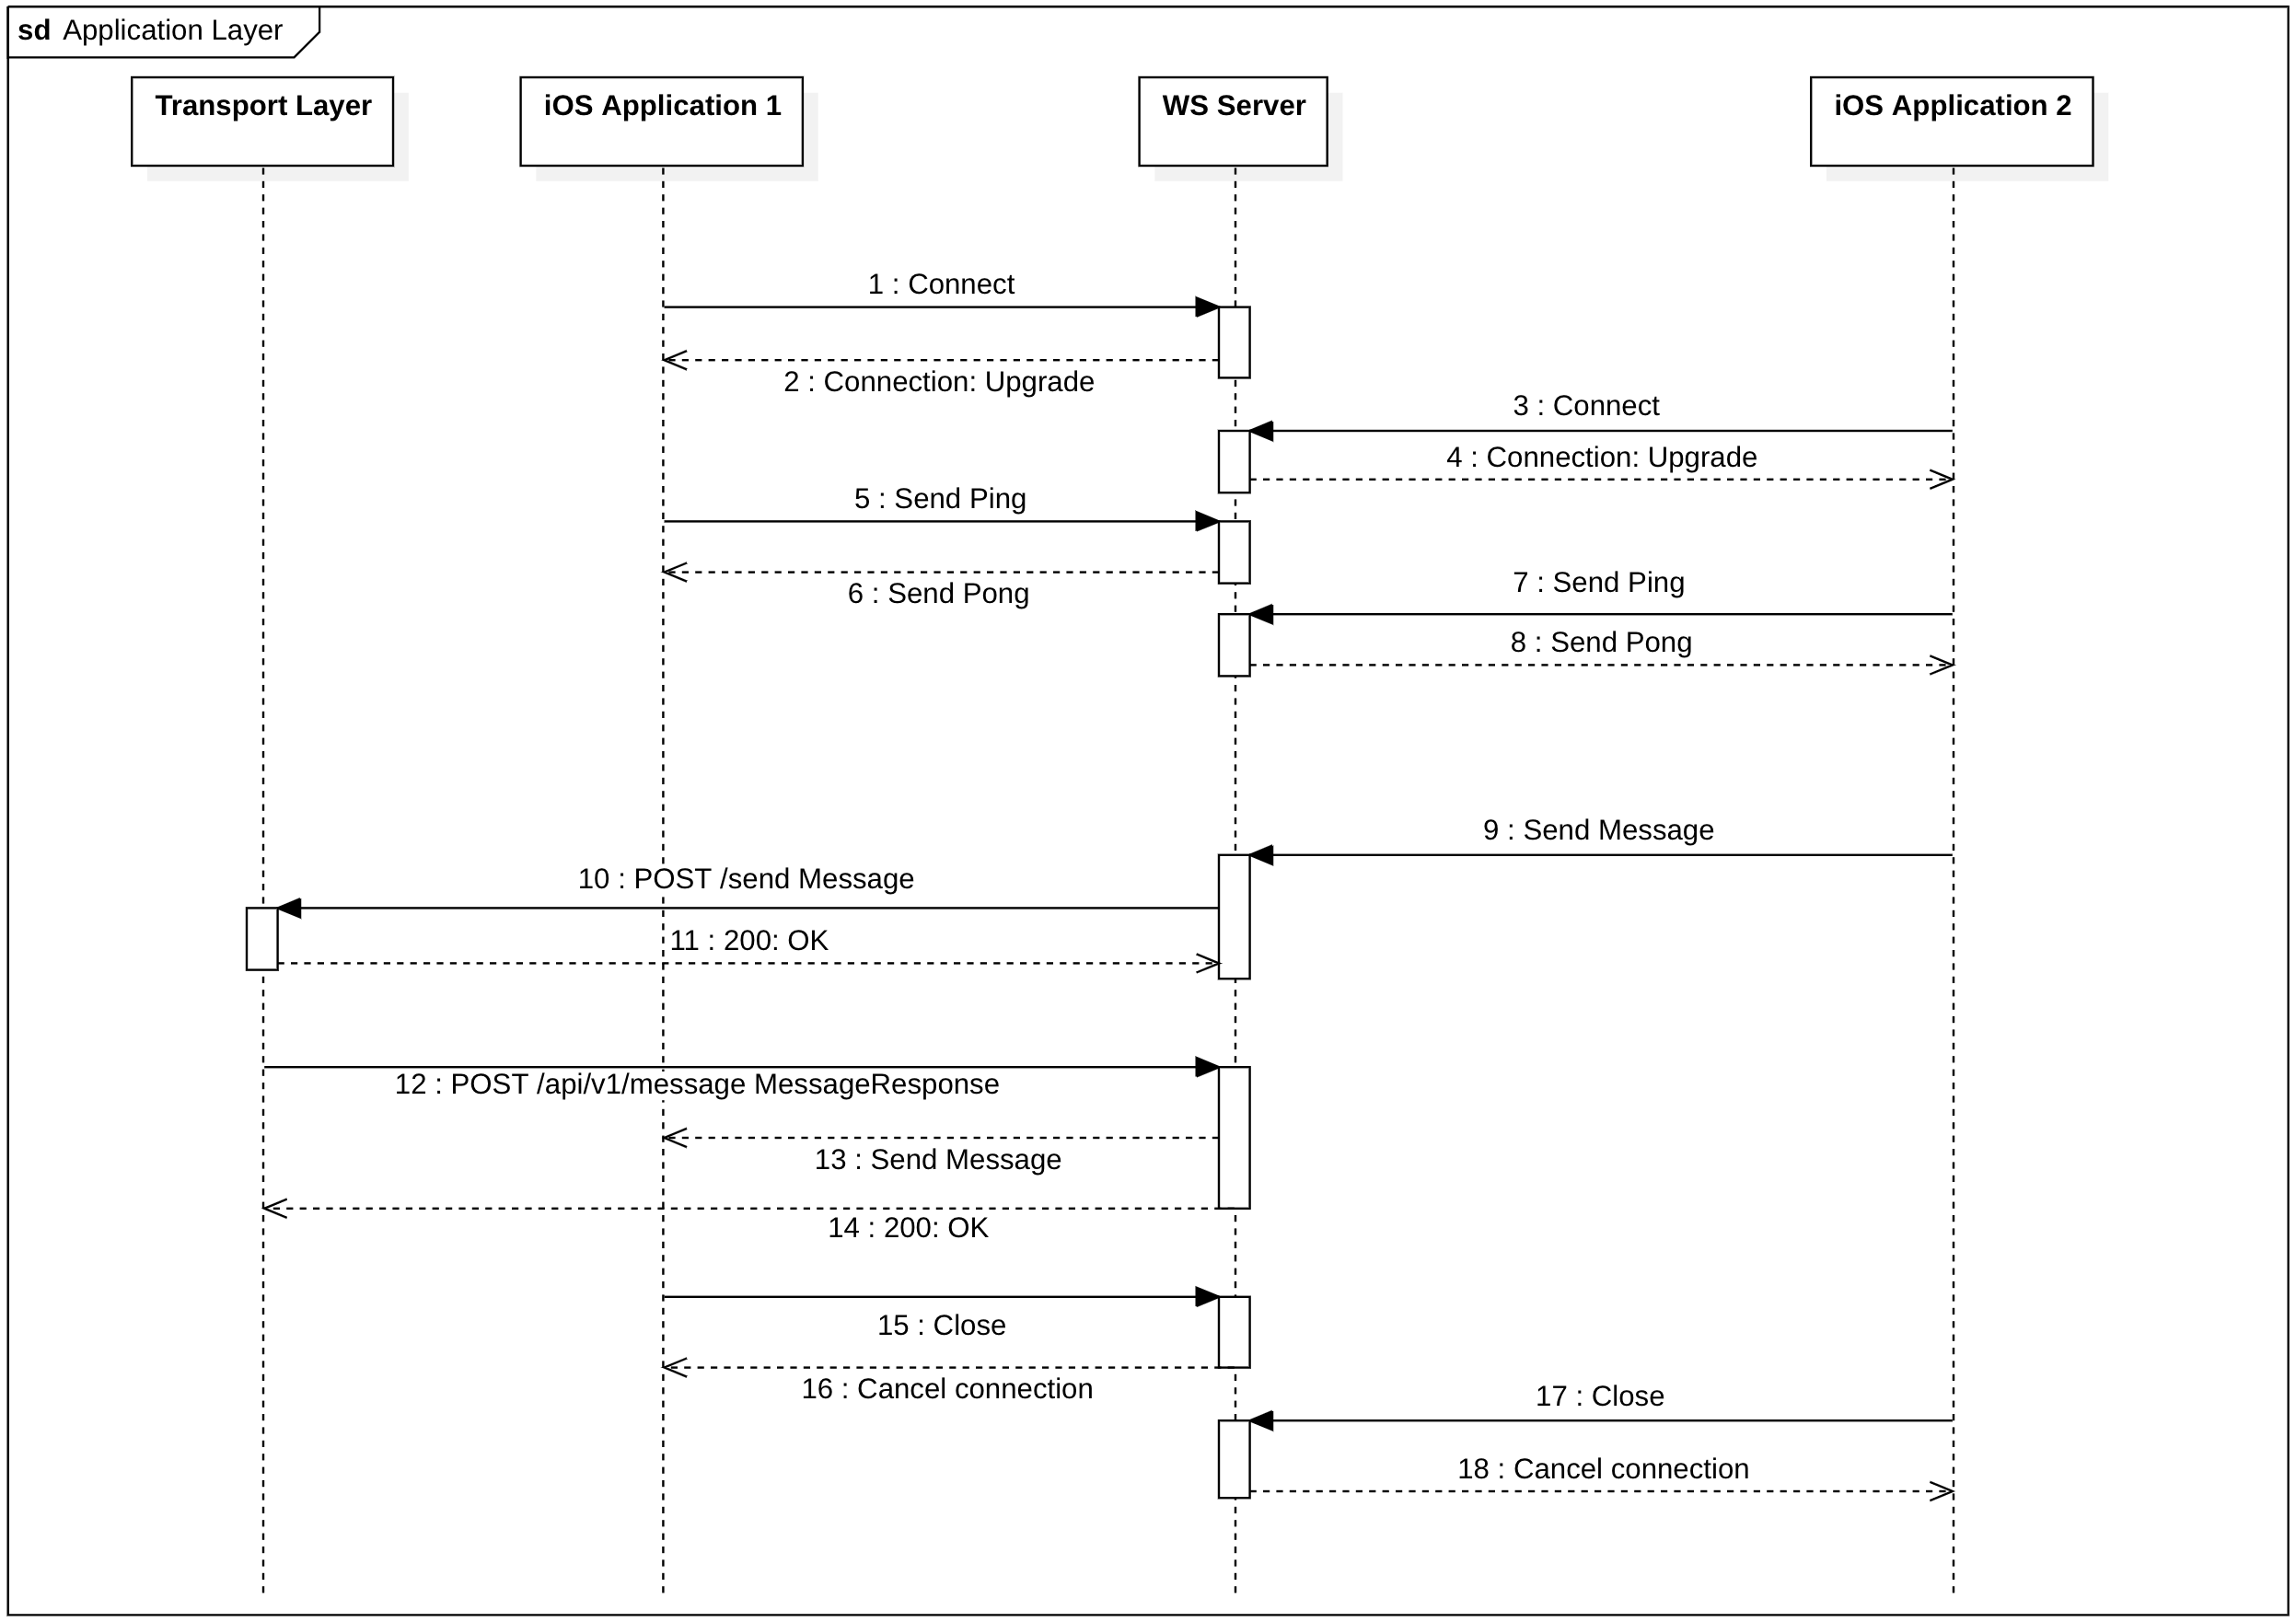 sd Application Layer
Transport Layer
iOS Application 1
WS Server
iOS Application 2
1 : Connect
2 : Connection: Upgrade
3 : Connect
4 : Connection: Upgrade
5 : Send Ping
6 : Send Pong
7 : Send Ping
8 : Send Pong
9 : Send Message
10 : POST /send Message
11 : 200: OK
12 : POST /api/v1/message MessageResponse
13 : Send Message
14 : 200: OK
15 : Close
16 : Cancel connection
17 : Close
18 : Cancel connection